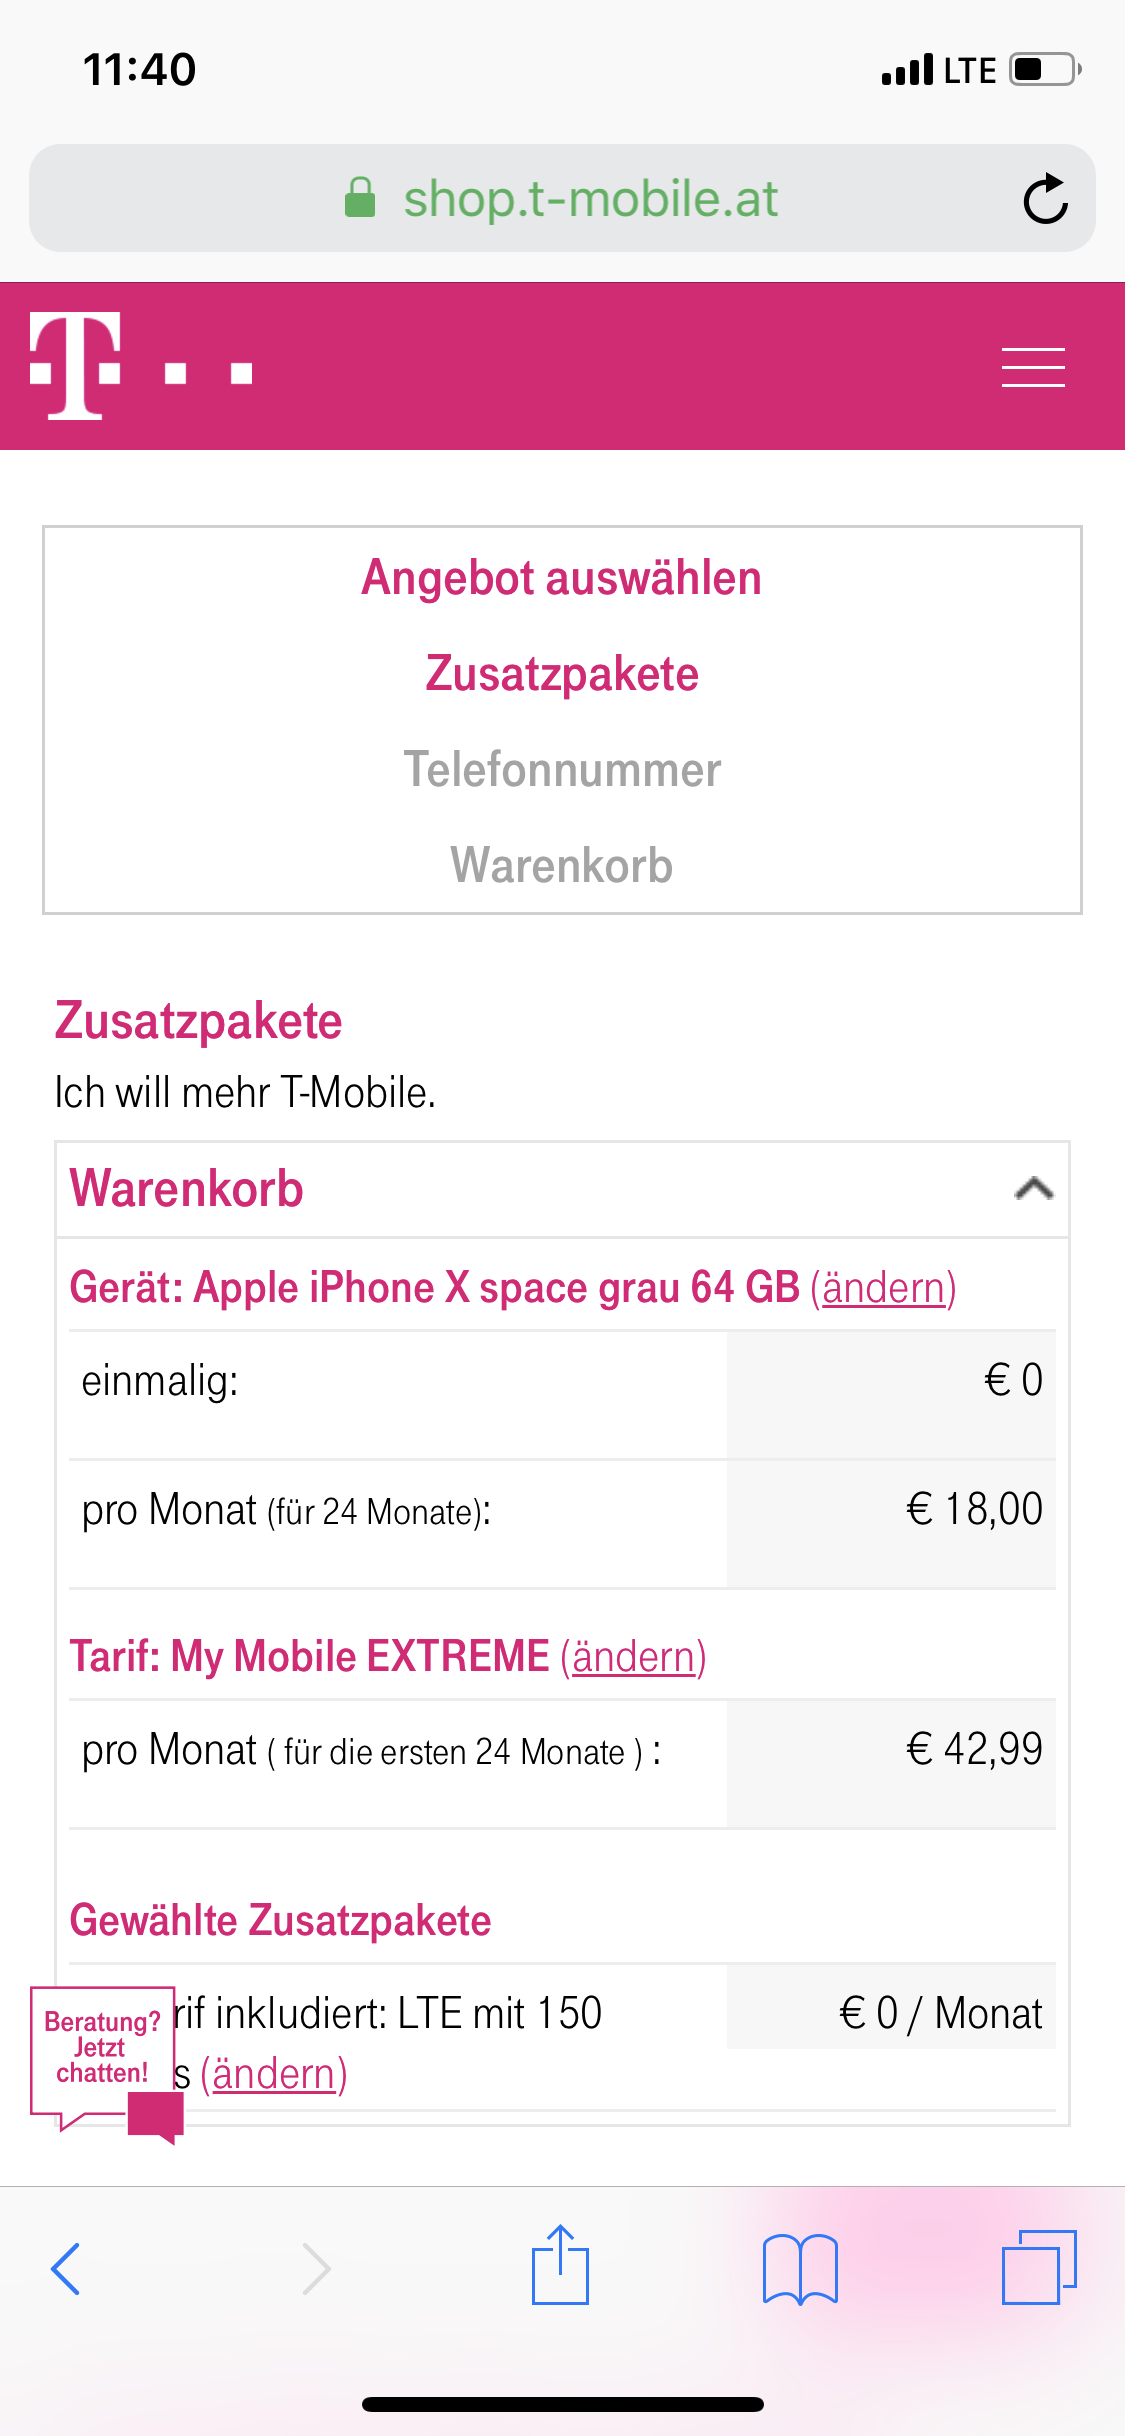 11:40
LTE
shop.t-mobile.at
T
Angebot auswählen
Zusatzpakete
Telefonnummer
Warenkorb
Zusatzpakete
Ich will mehr T-Mobile.
Warenkorb
Gerät: Apple iPhone X space grau 64 GB (ändern)
einmalig: € 0
pro Monat (für 24 Monate): € 18,00
Tarif: My Mobile EXTREME (ändern)
pro Monat ( für die ersten 24 Monate ) : € 42,99
Gewählte Zusatzpakete
rif inkludiert: LTE mit 150 € 0 / Monat
s (ändern)
Beratung?
Jetzt
chatten!